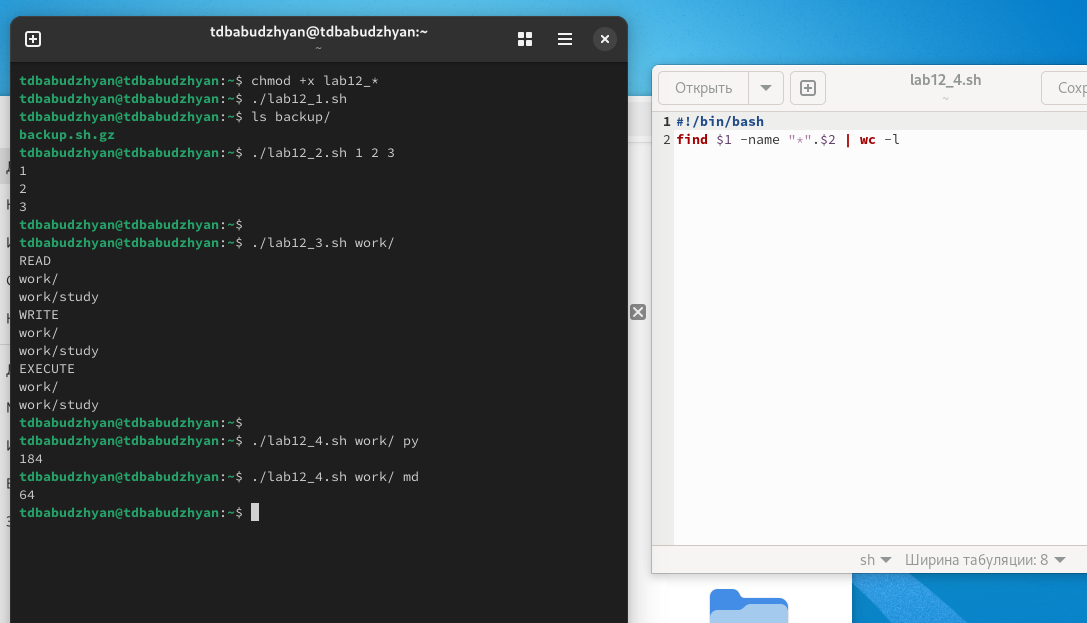 tdbabudzhyan@tdbabudzhyan:~
~
tdbabudzhyan@tdbabudzhyan:~$ chmod +x lab12_*
tdbabudzhyan@tdbabudzhyan:~$ ./lab12_1.sh
tdbabudzhyan@tdbabudzhyan:~$ ls backup/
backup.sh.gz
tdbabudzhyan@tdbabudzhyan:~$ ./lab12_2.sh 1 2 3
1
2
3
tdbabudzhyan@tdbabudzhyan:~$
tdbabudzhyan@tdbabudzhyan:~$ ./lab12_3.sh work/
READ
work/
work/study
WRITE
work/
work/study
EXECUTE
work/
work/study
tdbabudzhyan@tdbabudzhyan:~$
tdbabudzhyan@tdbabudzhyan:~$ ./lab12_4.sh work/ py
184
tdbabudzhyan@tdbabudzhyan:~$ ./lab12_4.sh work/ md
64
tdbabudzhyan@tdbabudzhyan:~$
Открыть
lab12_4.sh
~
1 #!/bin/bash
2 find $1 -name "*".$2 | wc -l
sh Ширина табуляции: 8